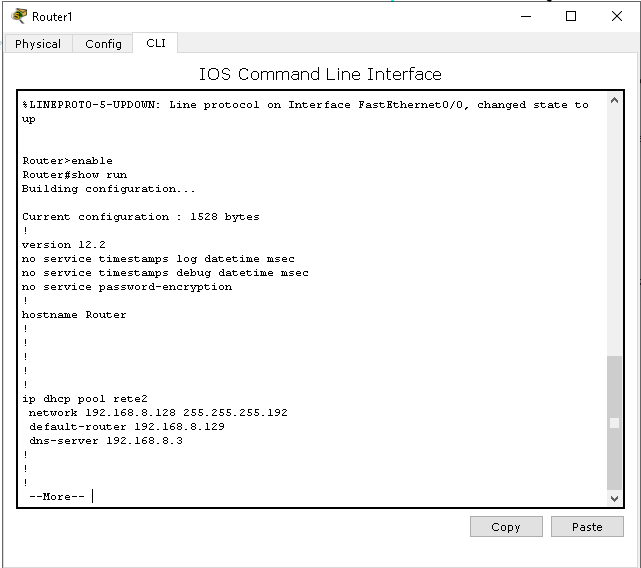 Router1
Physical Config CLI
IOS Command Line Interface
%LINEPROTO-5-UPDOWN: Line protocol on Interface FastEthernet0/0, changed state to
up
Router>enable
Router#show run
Building configuration...
Current configuration : 1528 bytes
!
version 12.2
no service timestamps log datetime msec
no service timestamps debug datetime msec
no service password-encryption
!
hostname Router
!
!
!
!
!
ip dhcp pool rete2
network 192.168.8.128 255.255.255.192
default-router 192.168.8.129
dns-server 192.168.8.3
!
!
!
--More--
Copy Paste